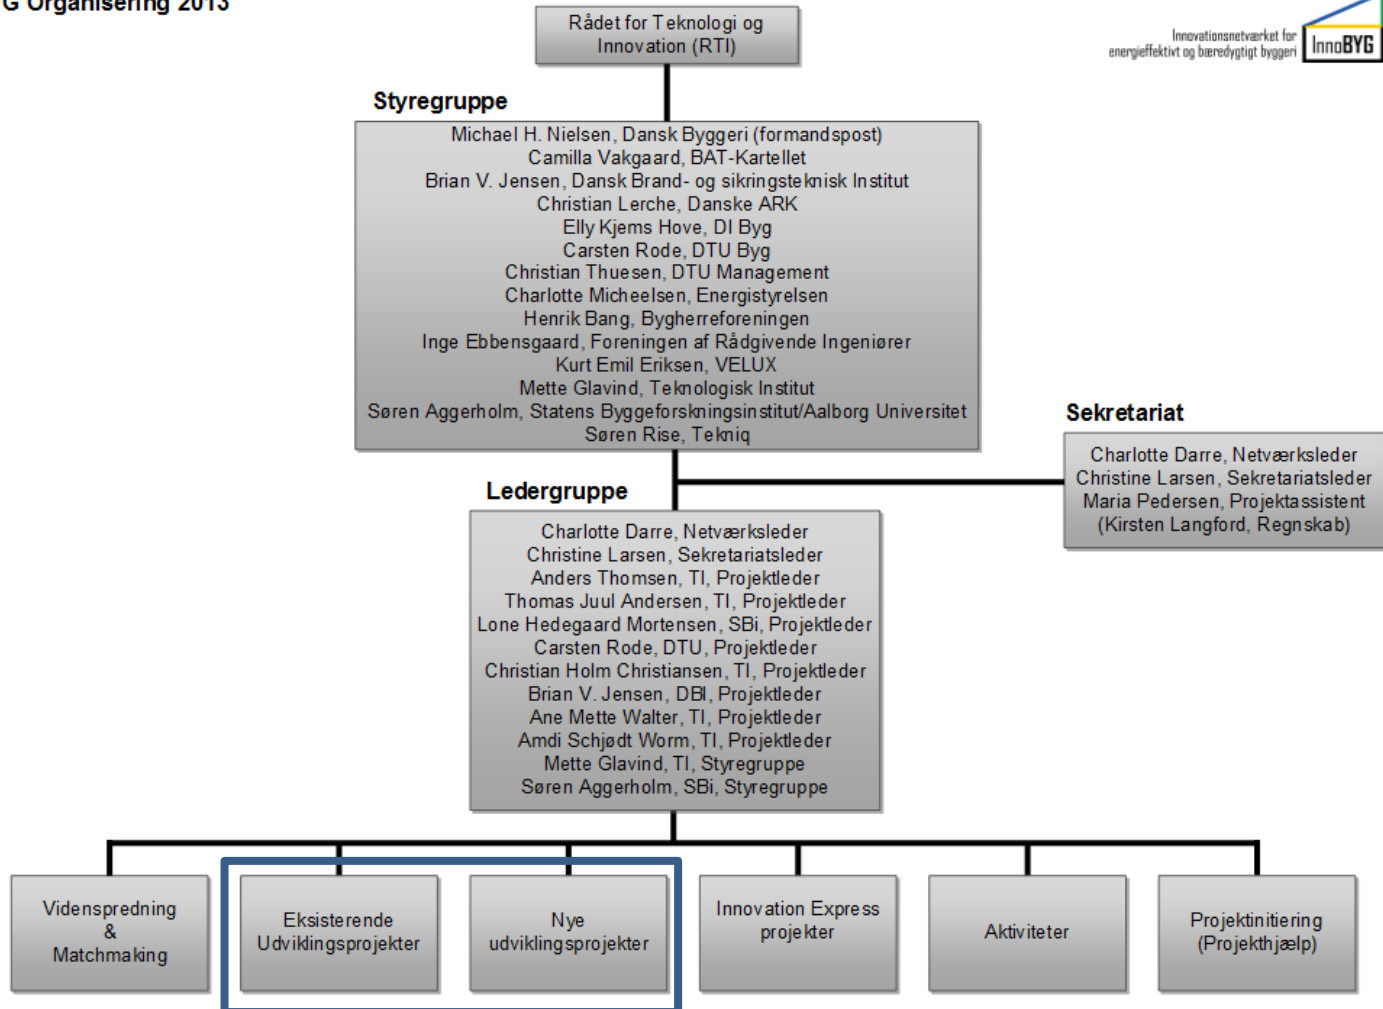 G Organisering 2013
Rådet for Teknologi og
Innovation (RTI)
Innovationsnetværket for
energieffektivt og bæredygtigt byggeri
InnoBYG
Styregruppe
Michael H. Nielsen, Dansk Byggeri (formandspost)
Camilla Vakgaard, BAT-Kartellet
Brian V. Jensen, Dansk Brand- og sikringsteknisk Institut
Christian Lerche, Danske ARK
Elly Kjems Hove, DI Byg
Carsten Rode, DTU Byg
Christian Thuesen, DTU Management
Charlotte Micheelsen, Energistyrelsen
Henrik Bang, Bygherreforeningen
Inge Ebbensgaard, Foreningen af Rådgivende Ingeniører
Kurt Emil Eriksen, VELUX
Mette Glavind, Teknologisk Institut
Søren Aggerholm, Statens Byggeforskningsinstitut/Aalborg Universitet
Søren Rise, Tekniq
Sekretariat
Charlotte Darre, Netværksleder
Christine Larsen, Sekretariatsleder
Maria Pedersen, Projektassistent
(Kirsten Langford, Regnskab)
Ledergruppe
Charlotte Darre, Netværksleder
Christine Larsen, Sekretariatsleder
Anders Thomsen, TI, Projektleder
Thomas Juul Andersen, TI, Projektleder
Lone Hedegaard Mortensen, SBi, Projektleder
Carsten Rode, DTU, Projektleder
Christian Holm Christiansen, TI, Projektleder
Brian V. Jensen, DBI, Projektleder
Ane Mette Walter, TI, Projektleder
Amdi Schjødt Worm, TI, Projektleder
Mette Glavind, TI, Styregruppe
Søren Aggerholm, SBi, Styregruppe
Videnspredning
&
Matchmaking
Eksisterende
Udviklingsprojekter
Nye
udviklingsprojekter
Innovation Express
projekter
Aktiviteter
Projektinitiering
(Projekthjælp)